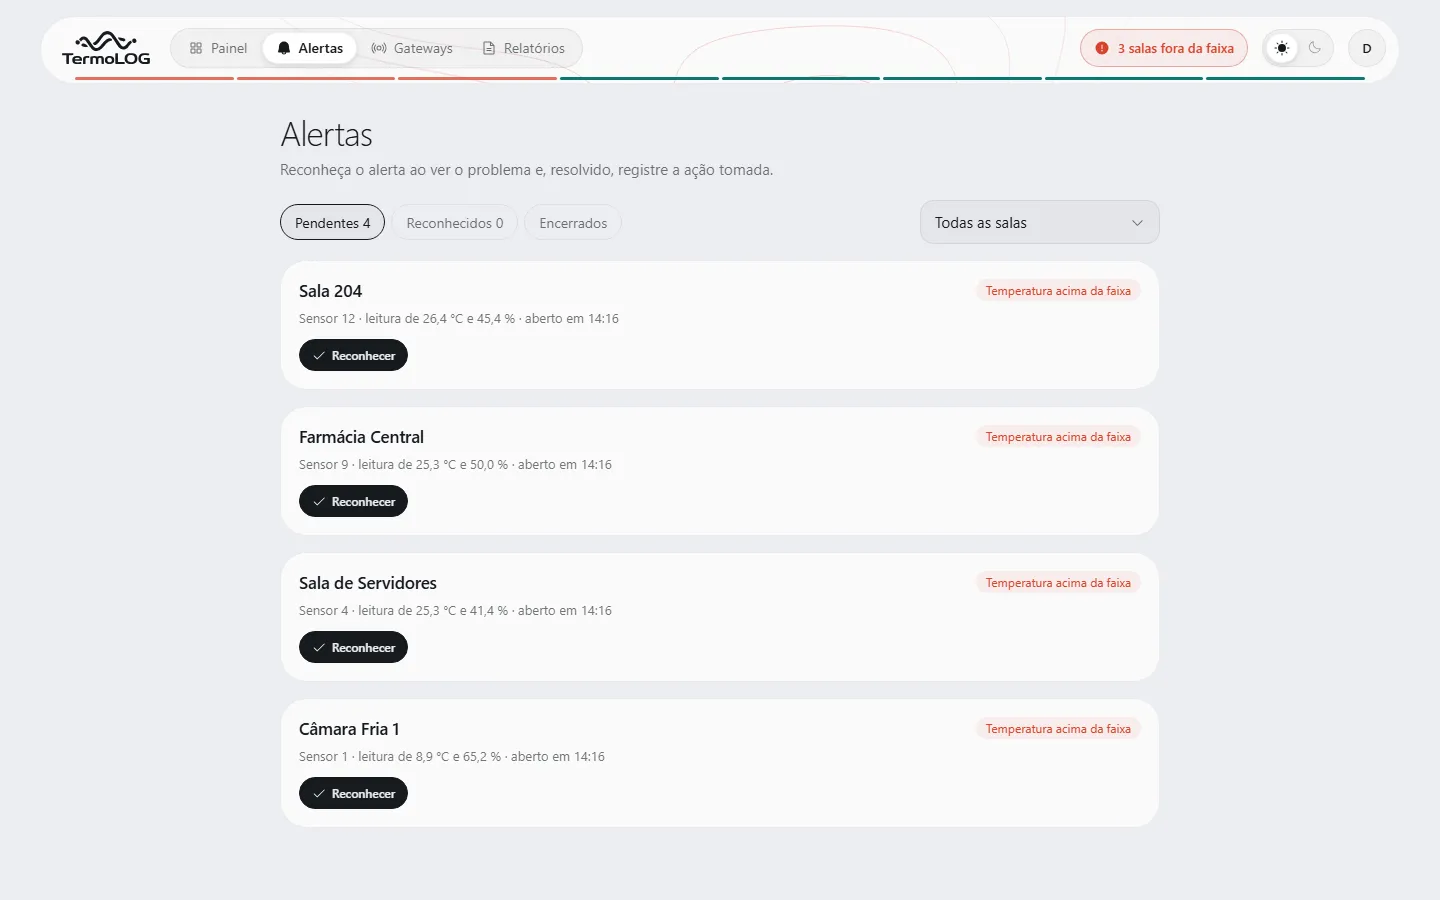 TermoLOG
Painel
Alertas
Gateways
Relatórios
3 salas fora da faixa
D
Alertas
Reconheça o alerta ao ver o problema e, resolvido, registre a ação tomada.
Pendentes 4
Reconhecidos 0
Encerrados
Todas as salas
Sala 204
Temperatura acima da faixa
Sensor 12 · leitura de 26,4 °C e 45,4 % · aberto em 14:16
Reconhecer
Farmácia Central
Temperatura acima da faixa
Sensor 9 · leitura de 25,3 °C e 50,0 % · aberto em 14:16
Reconhecer
Sala de Servidores
Temperatura acima da faixa
Sensor 4 · leitura de 25,3 °C e 41,4 % · aberto em 14:16
Reconhecer
Câmara Fria 1
Temperatura acima da faixa
Sensor 1 · leitura de 8,9 °C e 65,2 % · aberto em 14:16
Reconhecer